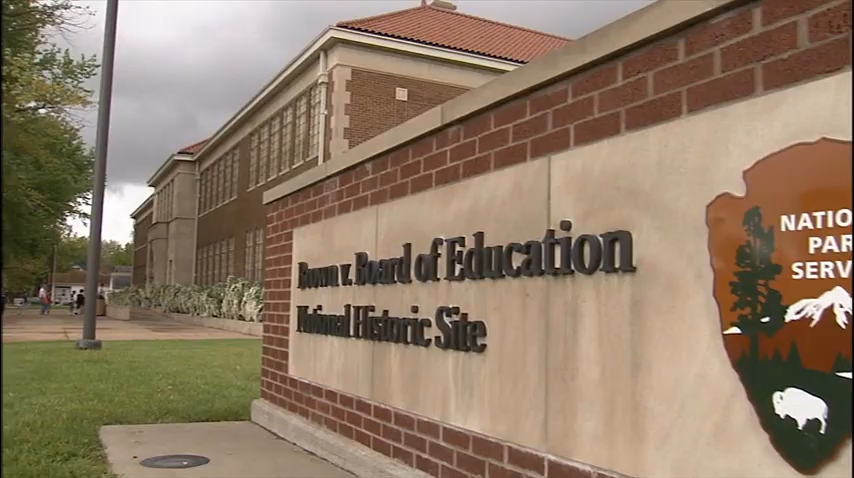 Brown v. Board of Education
National Historic Site
NATIO
PAR
SERV